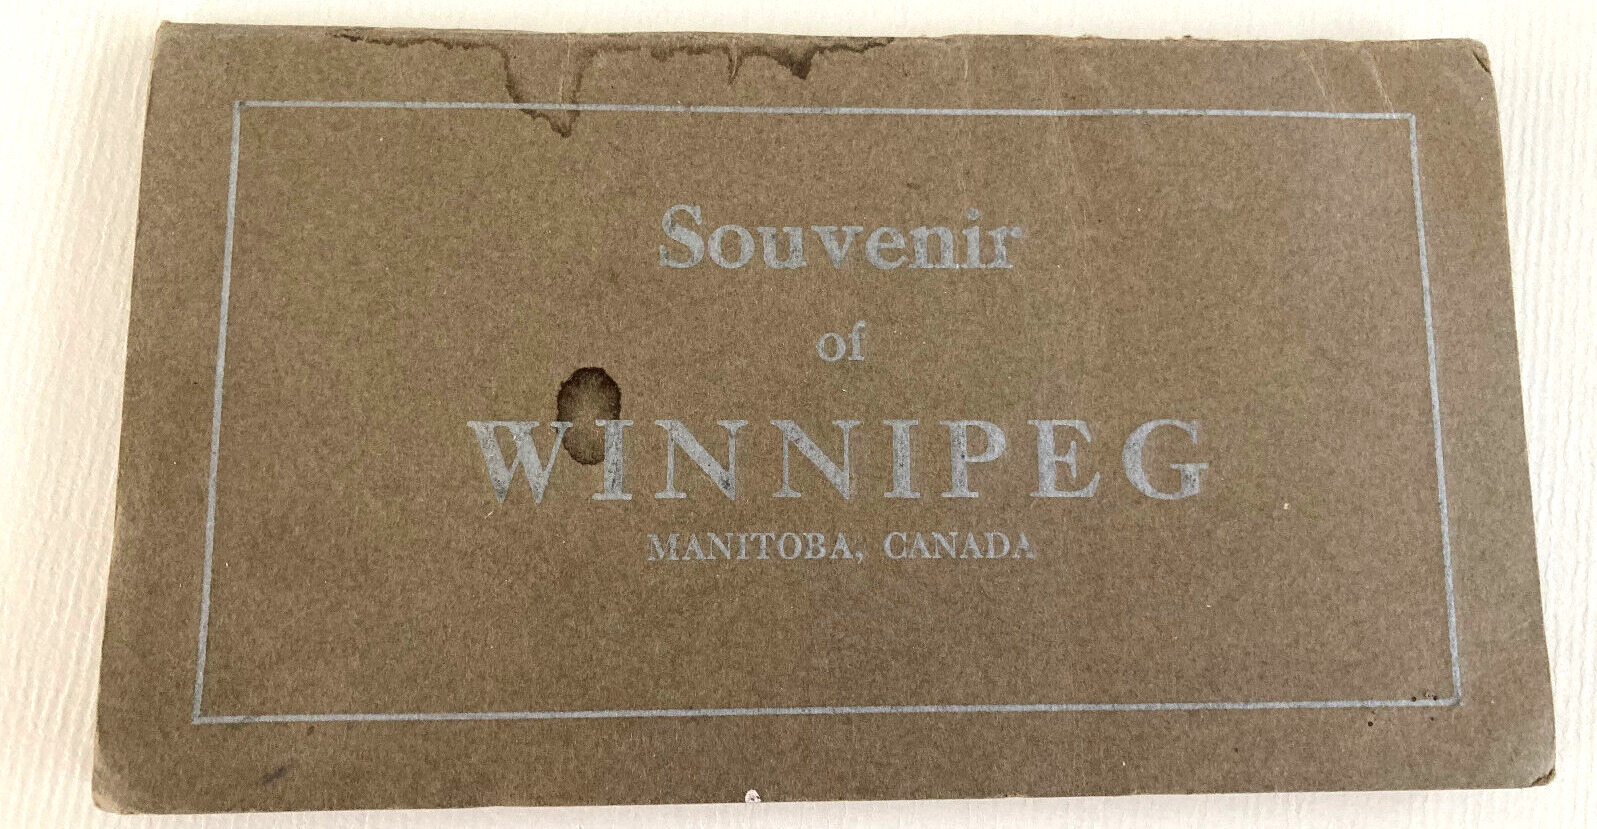 Souvenir
of
WINNIPEG
MANITOBA, CANADA